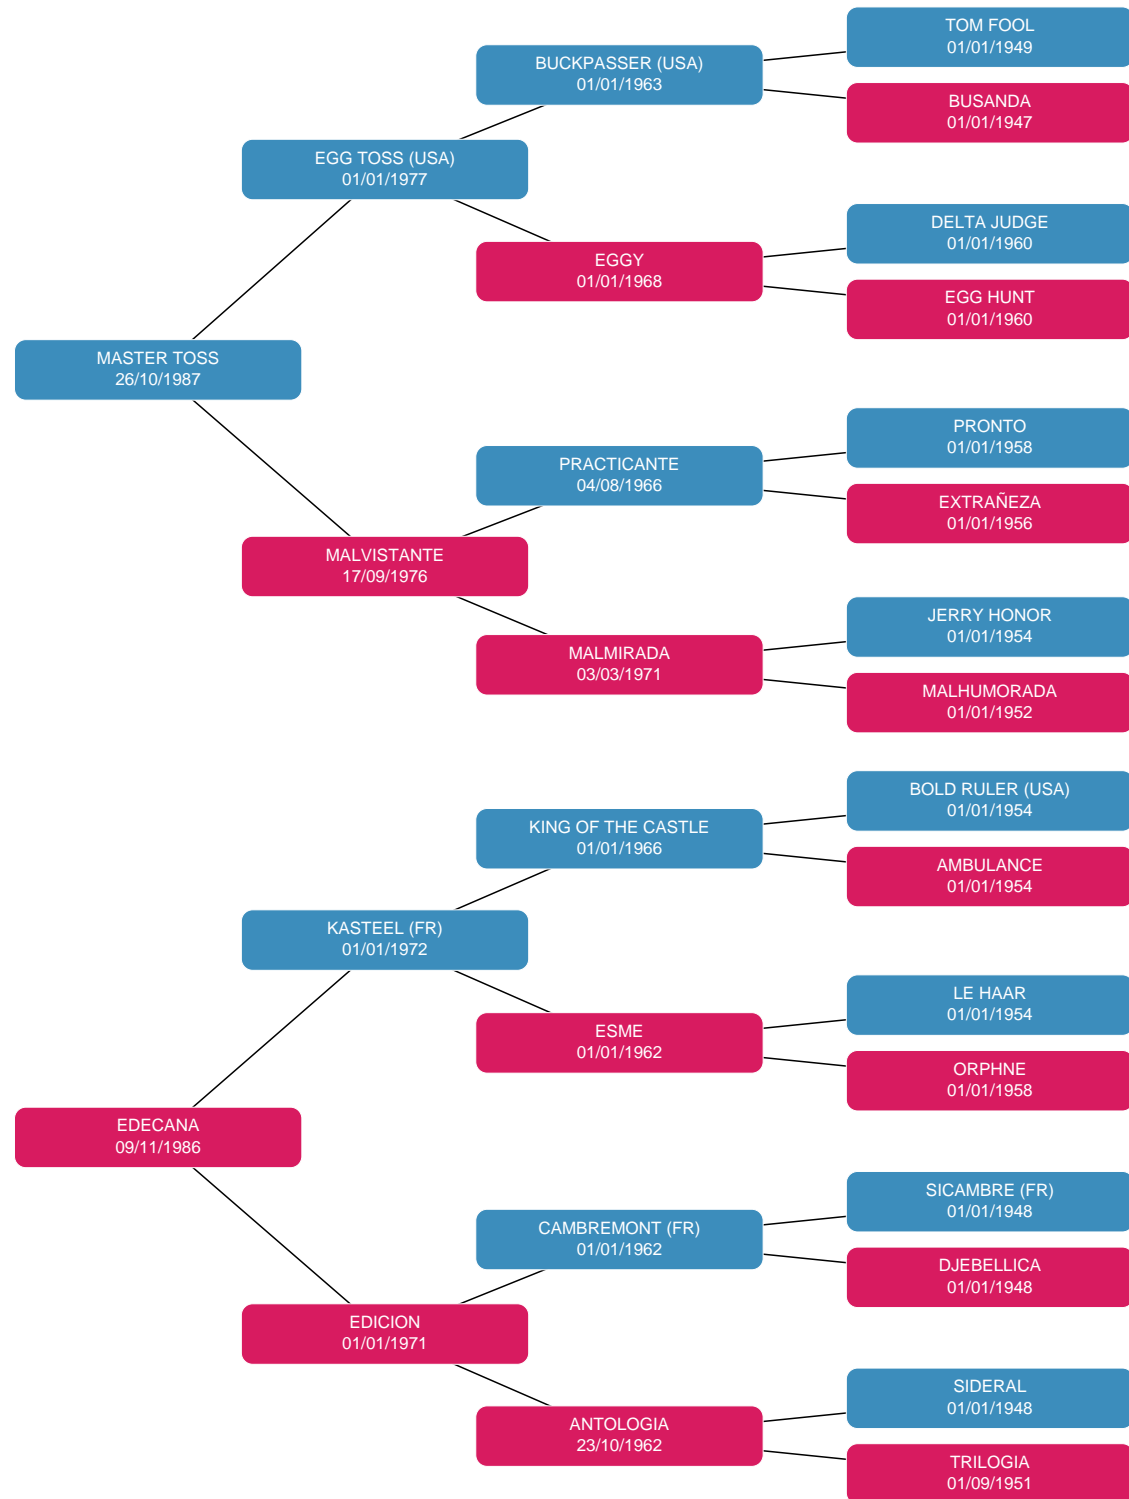 TOM FOOL
01/01/1949
BUCKPASSER (USA)
01/01/1963
BUSANDA
01/01/1947
EGG TOSS (USA)
01/01/1977
DELTA JUDGE
01/01/1960
EGGY
01/01/1968
EGG HUNT
01/01/1960
MASTER TOSS
26/10/1987
PRONTO
01/01/1958
PRACTICANTE
04/08/1966
EXTRAÑEZA
01/01/1956
MALVISTANTE
17/09/1976
JERRY HONOR
01/01/1954
MALMIRADA
03/03/1971
MALHUMORADA
01/01/1952
BOLD RULER (USA)
01/01/1954
KING OF THE CASTLE
01/01/1966
AMBULANCE
01/01/1954
KASTEEL (FR)
01/01/1972
LE HAAR
01/01/1954
ESME
01/01/1962
ORPHNE
01/01/1958
EDECANA
09/11/1986
SICAMBRE (FR)
01/01/1948
CAMBREMONT (FR)
01/01/1962
DJEBELLICA
01/01/1948
EDICION
01/01/1971
SIDERAL
01/01/1948
ANTOLOGIA
23/10/1962
TRILOGIA
01/09/1951